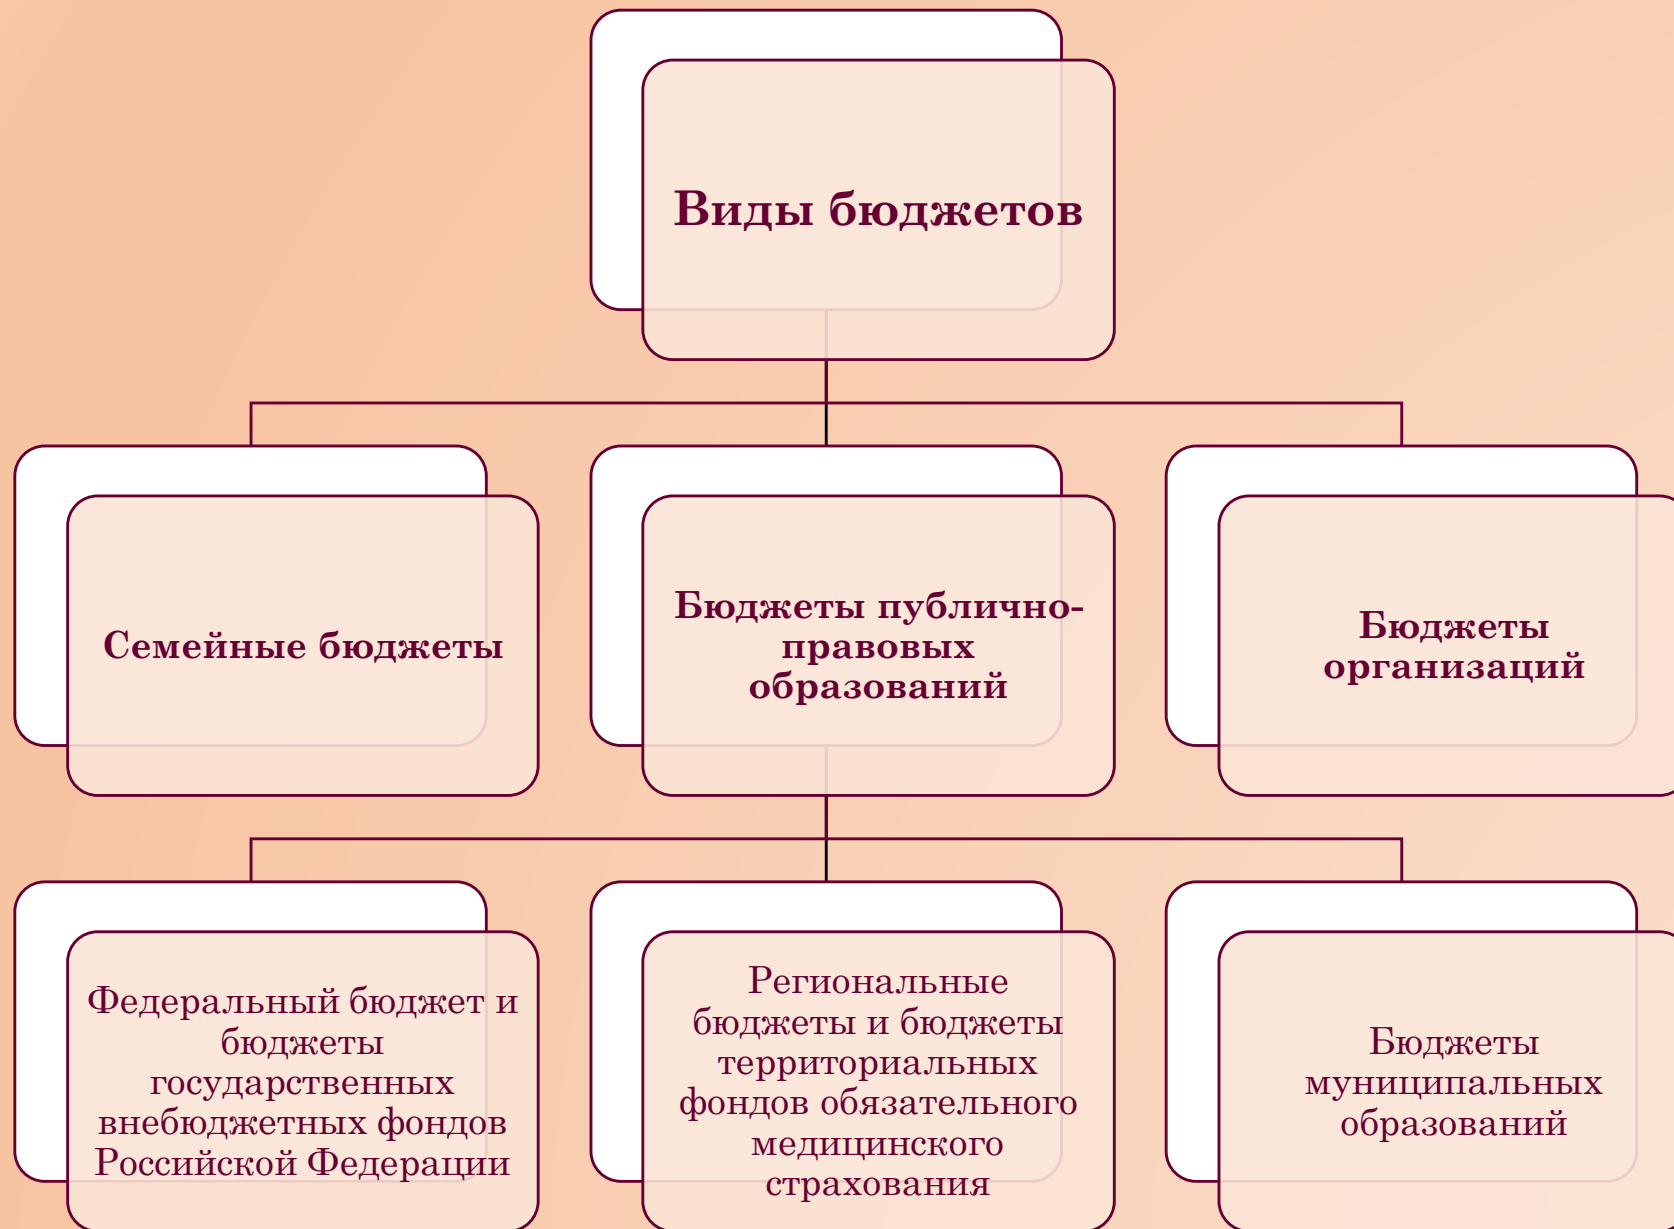 Виды бюджетов
Семейные бюджеты
Бюджеты публично-
правовых
образований
Бюджеты
организаций
Федеральный бюджет и
бюджеты
государственных
внебюджетных фондов
Российской Федерации
Региональные
бюджеты и бюджеты
территориальных
фондов обязательного
медицинского
страхования
Бюджеты
муниципальных
образований